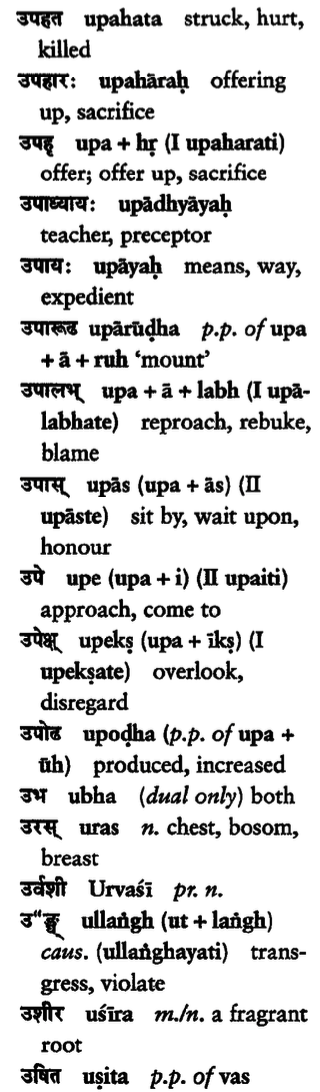 उपहत upahata struck, hurt,
killed
उपहारः upahāraḥ offering
up, sacrifice
उपहृ upa + hṛ (I upaharati)
offer; offer up, sacrifice
उपाध्यायः upādhyāyaḥ
teacher, preceptor
उपायः upāyaḥ means, way,
expedient
उपारूढ upārūḍha p.p. of upa
+ ā + ruh ‘mount’
उपालभ् upa + ā + labh (I upā-
labhate) reproach, rebuke,
blame
उपास् upās (upa + ās) (II
upāste) sit by, wait upon,
honour
उपे upe (upa + i) (II upaiti)
approach, come to
उपेक्ष् upekṣ (upa + īkṣ) (I
upekṣate) overlook,
disregard
उपोढ upoḍha (p.p. of upa +
ūh) produced, increased
उभ ubha (dual only) both
उरस् uras n. chest, bosom,
breast
उर्वशी Urvaśī pr. n.
ullaṅgh (ut + laṅgh)
caus. (ullaṅghayati) trans-
gress, violate
उशीर uśīra m./n. a fragrant
root
उषित uṣita p.p. of vas